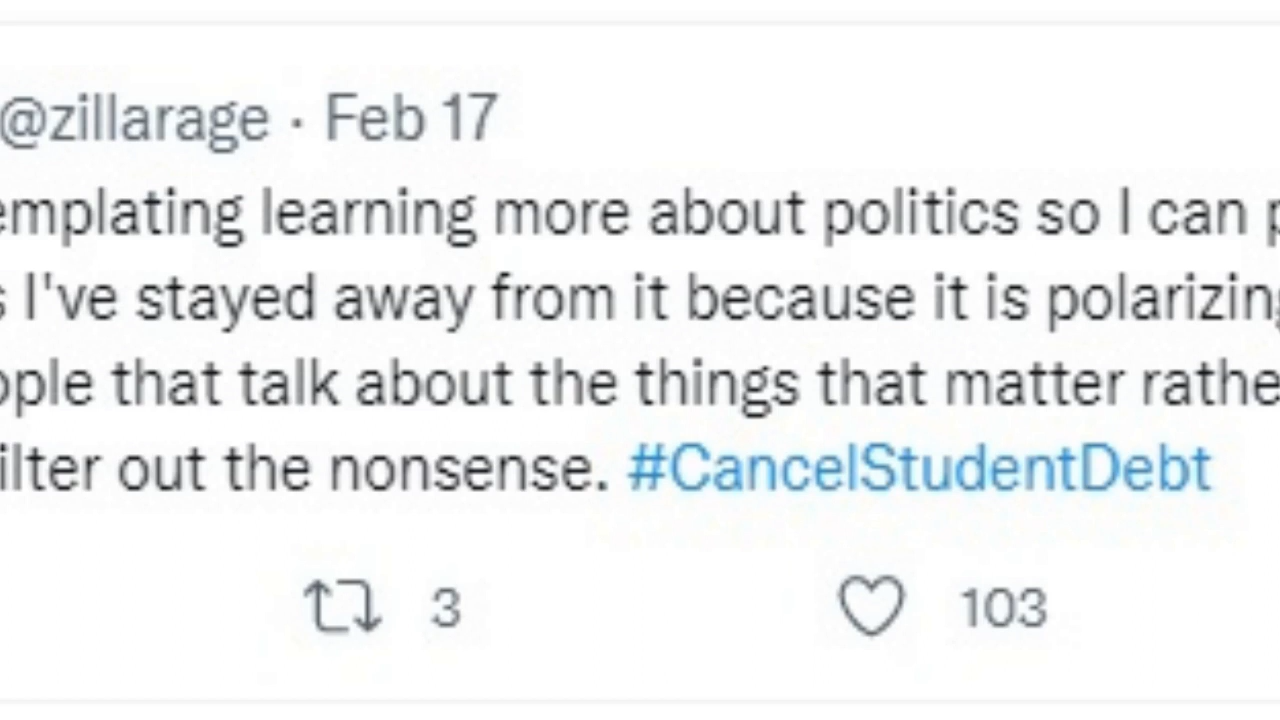 @zillarage · Feb 17
emplating learning more about politics so I can p
s I've stayed away from it because it is polarizing
ople that talk about the things that matter rathe
ilter out the nonsense. #CancelStudentDebt
3 103